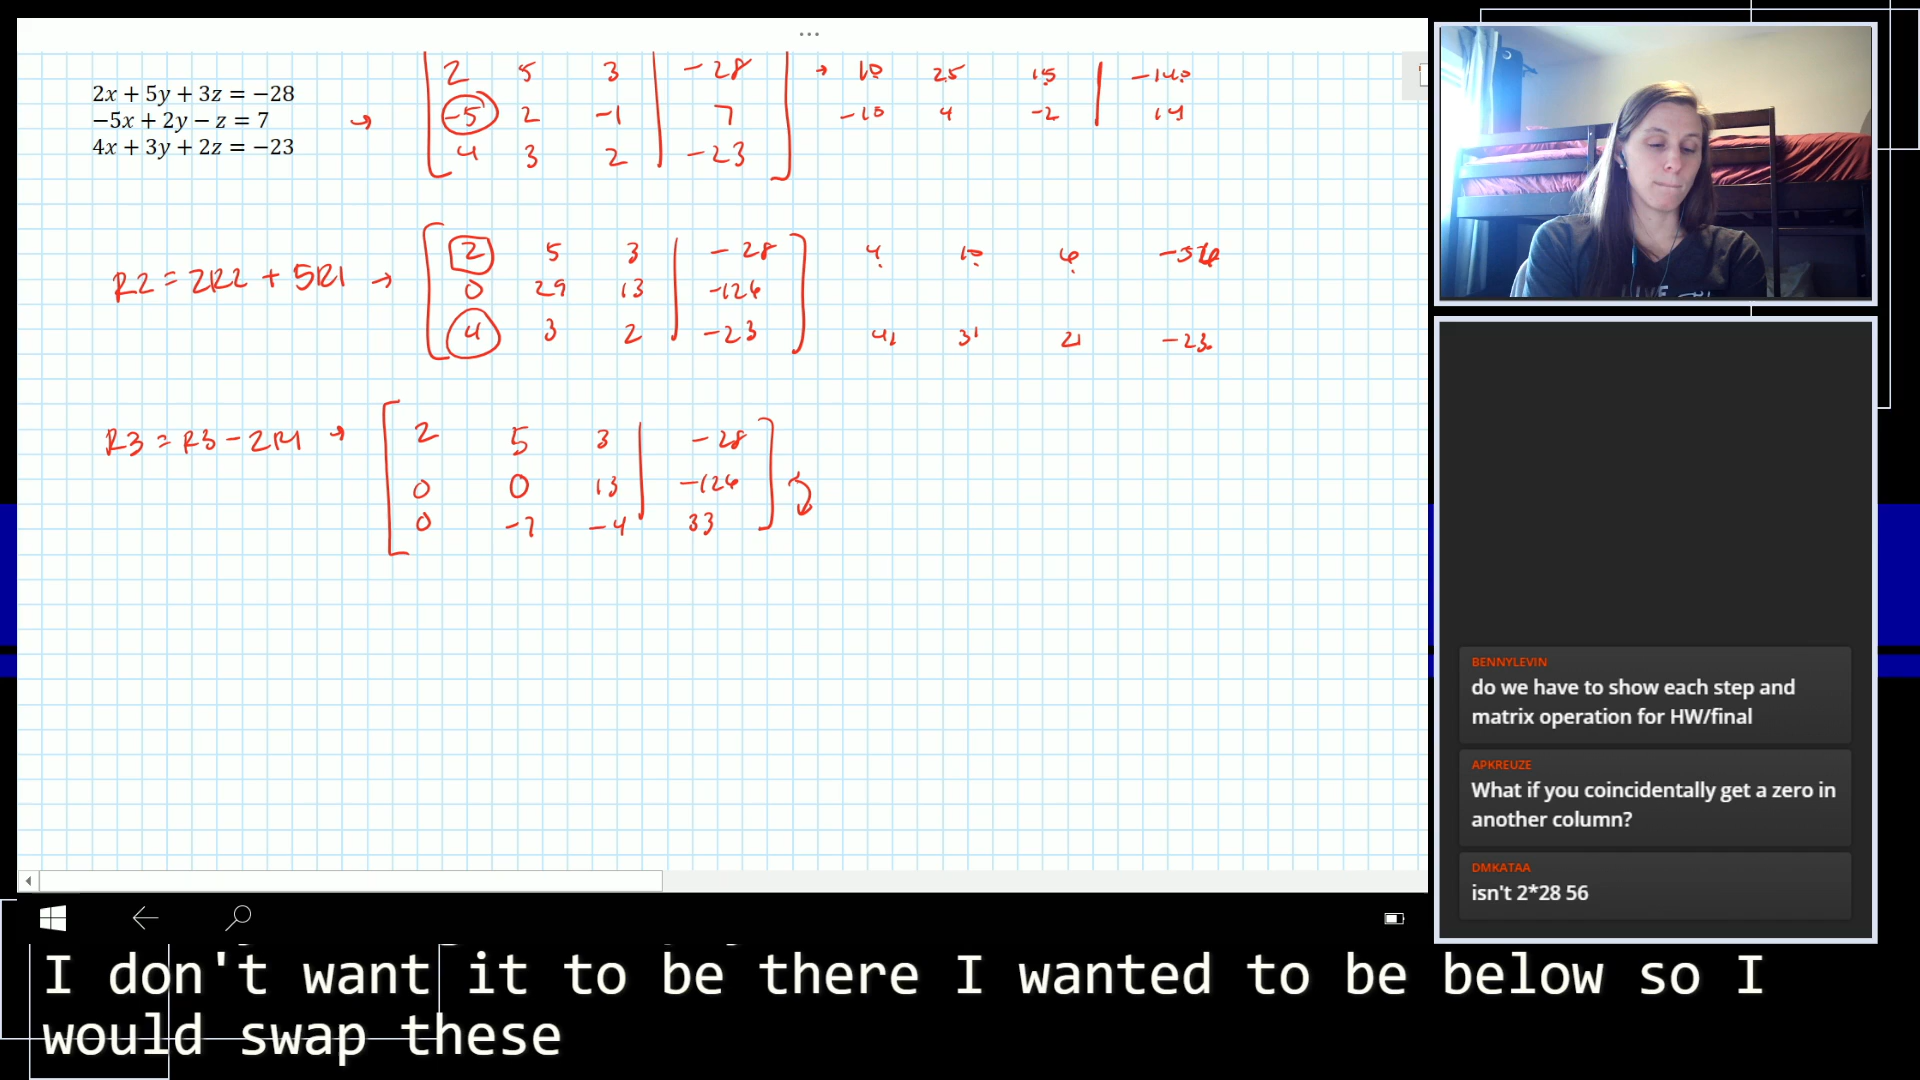 ...
2x + 5y + 3z = −28
−5x + 2y − z = 7
4x + 3y + 2z = −23
→
2 5 3 | −28 → 10 25 15 | −140
−5 2 −1 | 7 −10 4 −2 | 14
4 3 2 | −23
R2 = 2R2 + 5R1 →
2 5 3 | −28 4 10 6 −56
0 29 13 | −126
4 3 2 | −23 4 3 2 −23
R3 = R3 − 2R1 →
2 5 3 | −28
0 0 13 | −126
0 −7 −4 33
BENNYLEVIN
do we have to show each step and
matrix operation for HW/final
APKREUZE
What if you coincidentally get a zero in
another column?
DMKATAA
isn't 2*28 56
I don't want it to be there I wanted to be below so I
would swap these